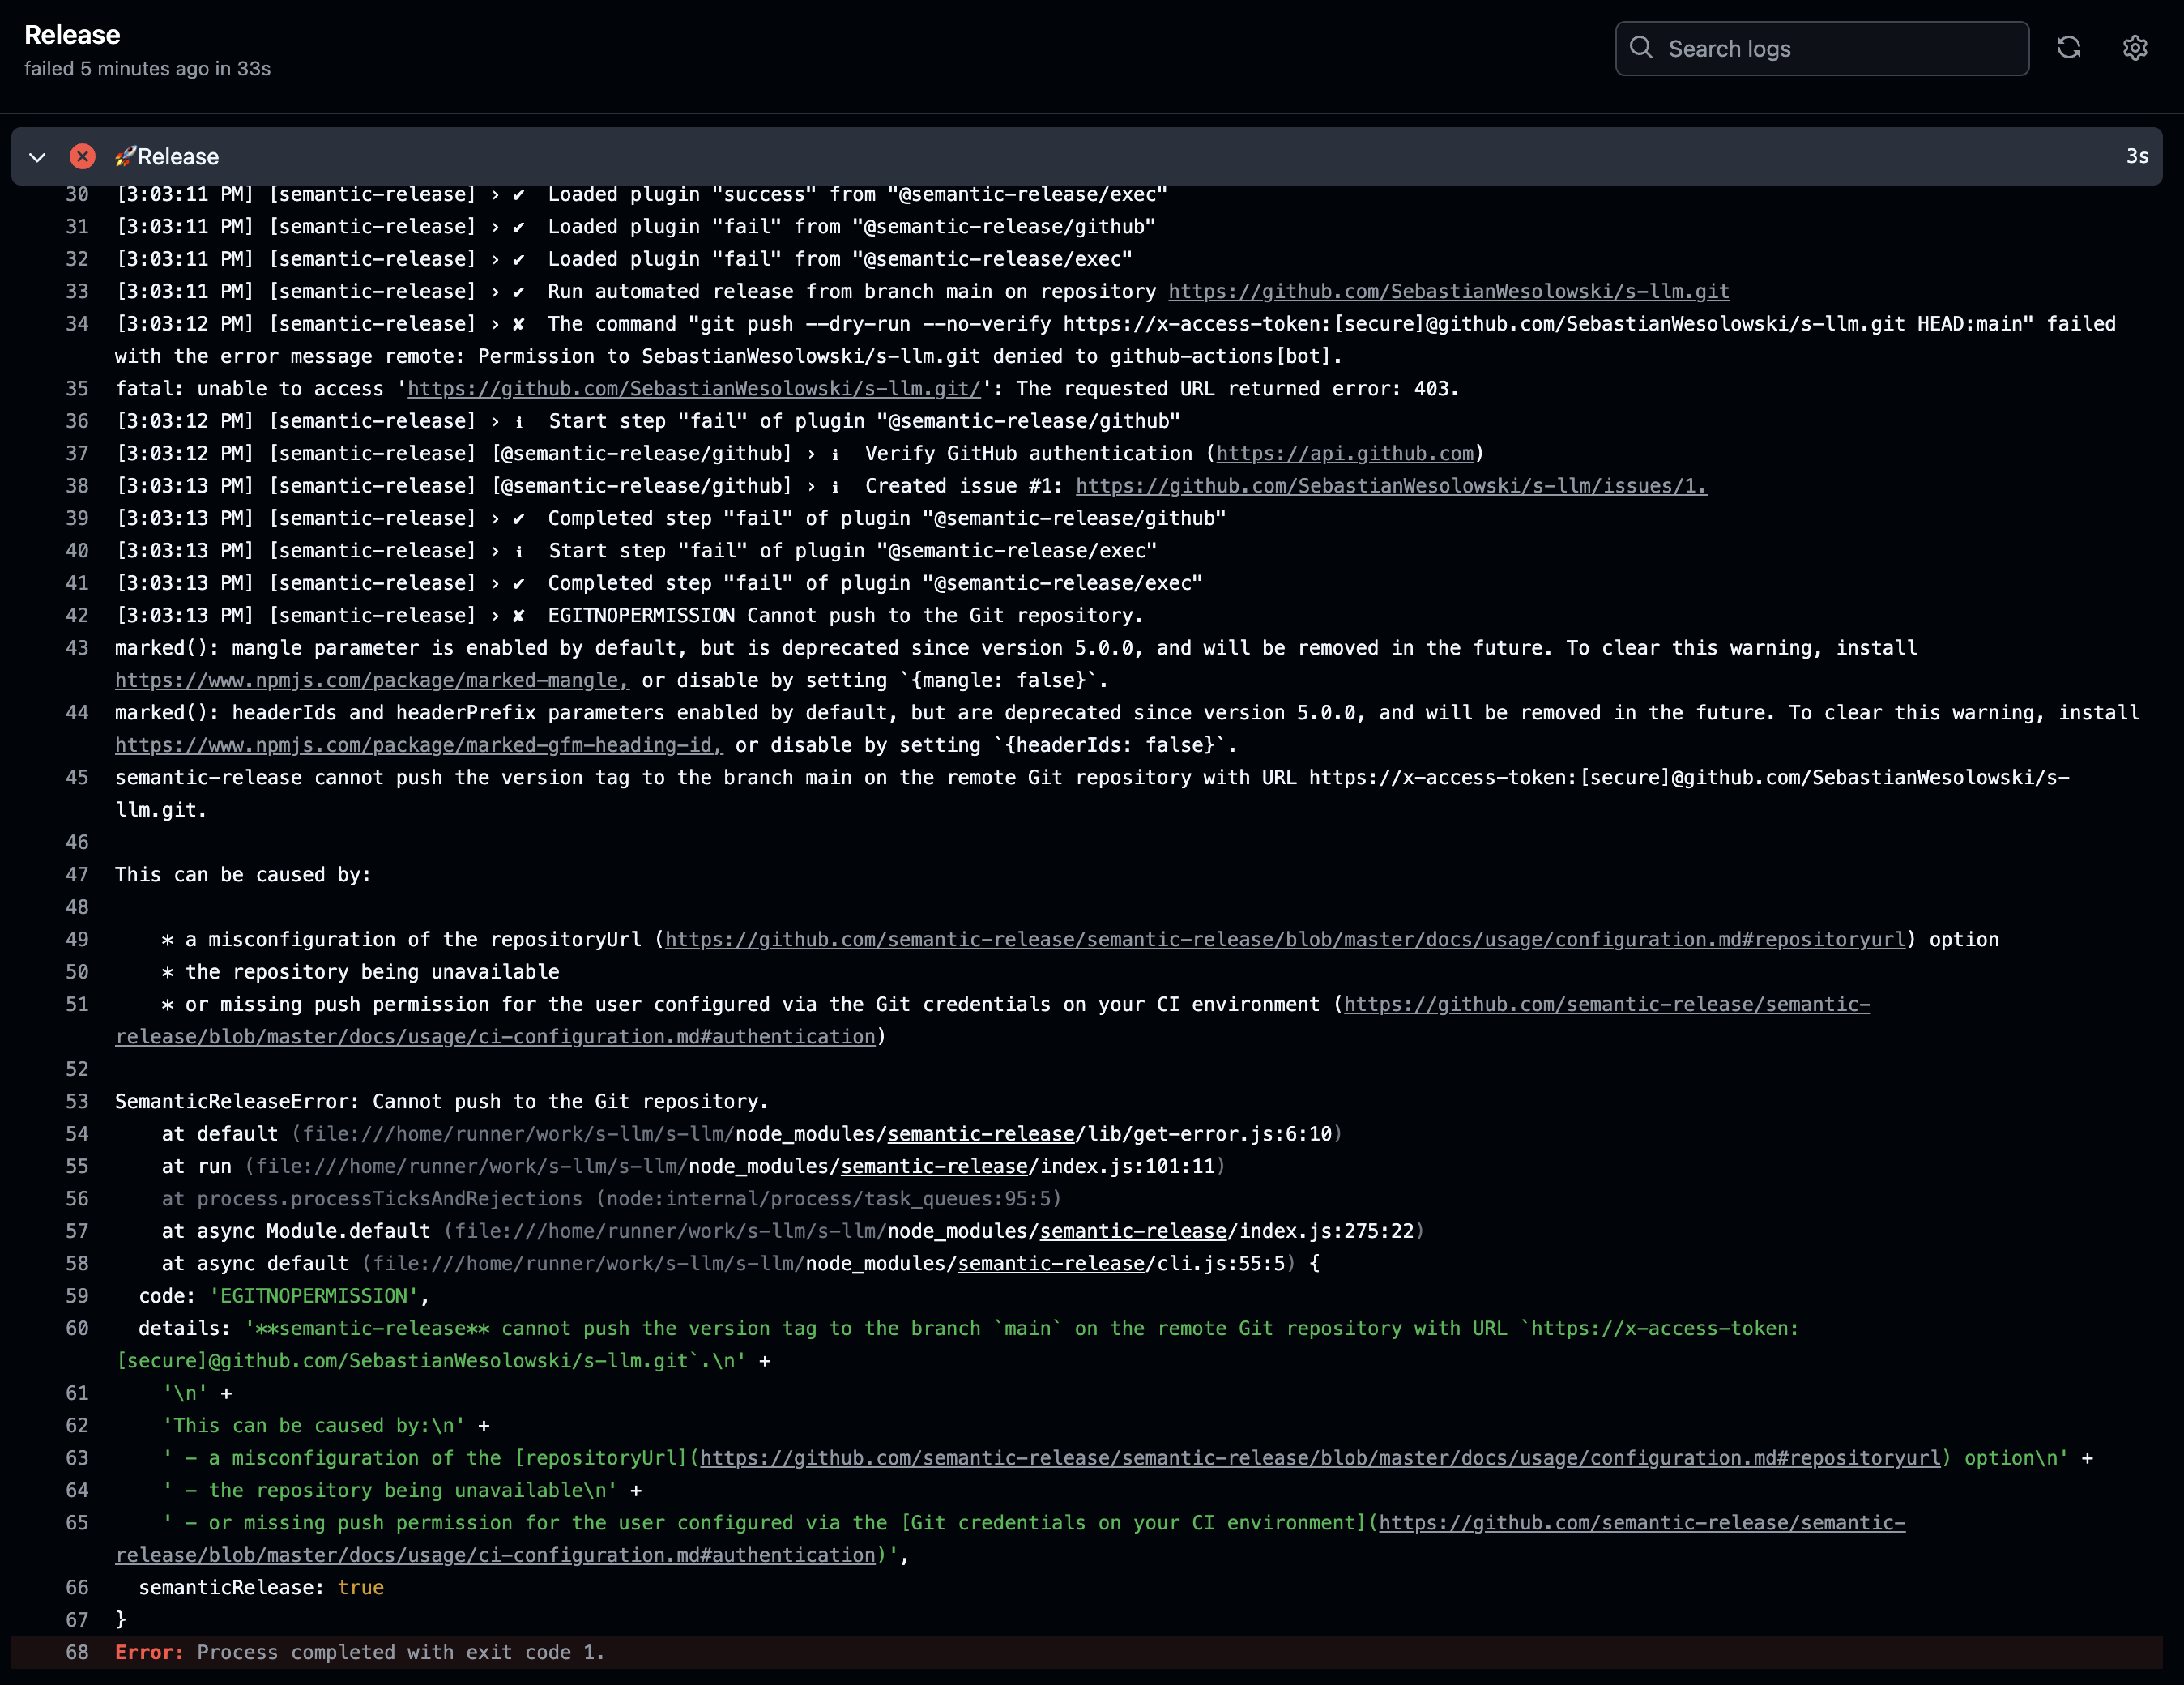 Release
failed 5 minutes ago in 33s
Search logs
🚀Release
3s
30 [3:03:11 PM] [semantic-release] › ✔ Loaded plugin "success" from "@semantic-release/exec"
31 [3:03:11 PM] [semantic-release] › ✔ Loaded plugin "fail" from "@semantic-release/github"
32 [3:03:11 PM] [semantic-release] › ✔ Loaded plugin "fail" from "@semantic-release/exec"
33 [3:03:11 PM] [semantic-release] › ✔ Run automated release from branch main on repository https://github.com/SebastianWesolowski/s-llm.git
34 [3:03:12 PM] [semantic-release] › ✘ The command "git push --dry-run --no-verify https://x-access-token:[secure]@github.com/SebastianWesolowski/s-llm.git HEAD:main" failed
with the error message remote: Permission to SebastianWesolowski/s-llm.git denied to github-actions[bot].
35 fatal: unable to access 'https://github.com/SebastianWesolowski/s-llm.git/': The requested URL returned error: 403.
36 [3:03:12 PM] [semantic-release] › ℹ Start step "fail" of plugin "@semantic-release/github"
37 [3:03:12 PM] [semantic-release] [@semantic-release/github] › ℹ Verify GitHub authentication (https://api.github.com)
38 [3:03:13 PM] [semantic-release] [@semantic-release/github] › ℹ Created issue #1: https://github.com/SebastianWesolowski/s-llm/issues/1.
39 [3:03:13 PM] [semantic-release] › ✔ Completed step "fail" of plugin "@semantic-release/github"
40 [3:03:13 PM] [semantic-release] › ℹ Start step "fail" of plugin "@semantic-release/exec"
41 [3:03:13 PM] [semantic-release] › ✔ Completed step "fail" of plugin "@semantic-release/exec"
42 [3:03:13 PM] [semantic-release] › ✘ EGITNOPERMISSION Cannot push to the Git repository.
43 marked(): mangle parameter is enabled by default, but is deprecated since version 5.0.0, and will be removed in the future. To clear this warning, install
https://www.npmjs.com/package/marked-mangle, or disable by setting `{mangle: false}`.
44 marked(): headerIds and headerPrefix parameters enabled by default, but are deprecated since version 5.0.0, and will be removed in the future. To clear this warning, install
https://www.npmjs.com/package/marked-gfm-heading-id, or disable by setting `{headerIds: false}`.
45 semantic-release cannot push the version tag to the branch main on the remote Git repository with URL https://x-access-token:[secure]@github.com/SebastianWesolowski/s-
llm.git.
46
47 This can be caused by:
48
49 * a misconfiguration of the repositoryUrl (https://github.com/semantic-release/semantic-release/blob/master/docs/usage/configuration.md#repositoryurl) option
50 * the repository being unavailable
51 * or missing push permission for the user configured via the Git credentials on your CI environment (https://github.com/semantic-release/semantic-
release/blob/master/docs/usage/ci-configuration.md#authentication)
52
53 SemanticReleaseError: Cannot push to the Git repository.
54 at default (file:///home/runner/work/s-llm/s-llm/node_modules/semantic-release/lib/get-error.js:6:10)
55 at run (file:///home/runner/work/s-llm/s-llm/node_modules/semantic-release/index.js:101:11)
56 at process.processTicksAndRejections (node:internal/process/task_queues:95:5)
57 at async Module.default (file:///home/runner/work/s-llm/s-llm/node_modules/semantic-release/index.js:275:22)
58 at async default (file:///home/runner/work/s-llm/s-llm/node_modules/semantic-release/cli.js:55:5) {
59 code: 'EGITNOPERMISSION',
60 details: '**semantic-release** cannot push the version tag to the branch `main` on the remote Git repository with URL `https://x-access-token:
[secure]@github.com/SebastianWesolowski/s-llm.git`.\n' +
61 '\n' +
62 'This can be caused by:\n' +
63 ' - a misconfiguration of the [repositoryUrl](https://github.com/semantic-release/semantic-release/blob/master/docs/usage/configuration.md#repositoryurl) option\n' +
64 ' - the repository being unavailable\n' +
65 ' - or missing push permission for the user configured via the [Git credentials on your CI environment](https://github.com/semantic-release/semantic-
release/blob/master/docs/usage/ci-configuration.md#authentication)',
66 semanticRelease: true
67 }
68 Error: Process completed with exit code 1.